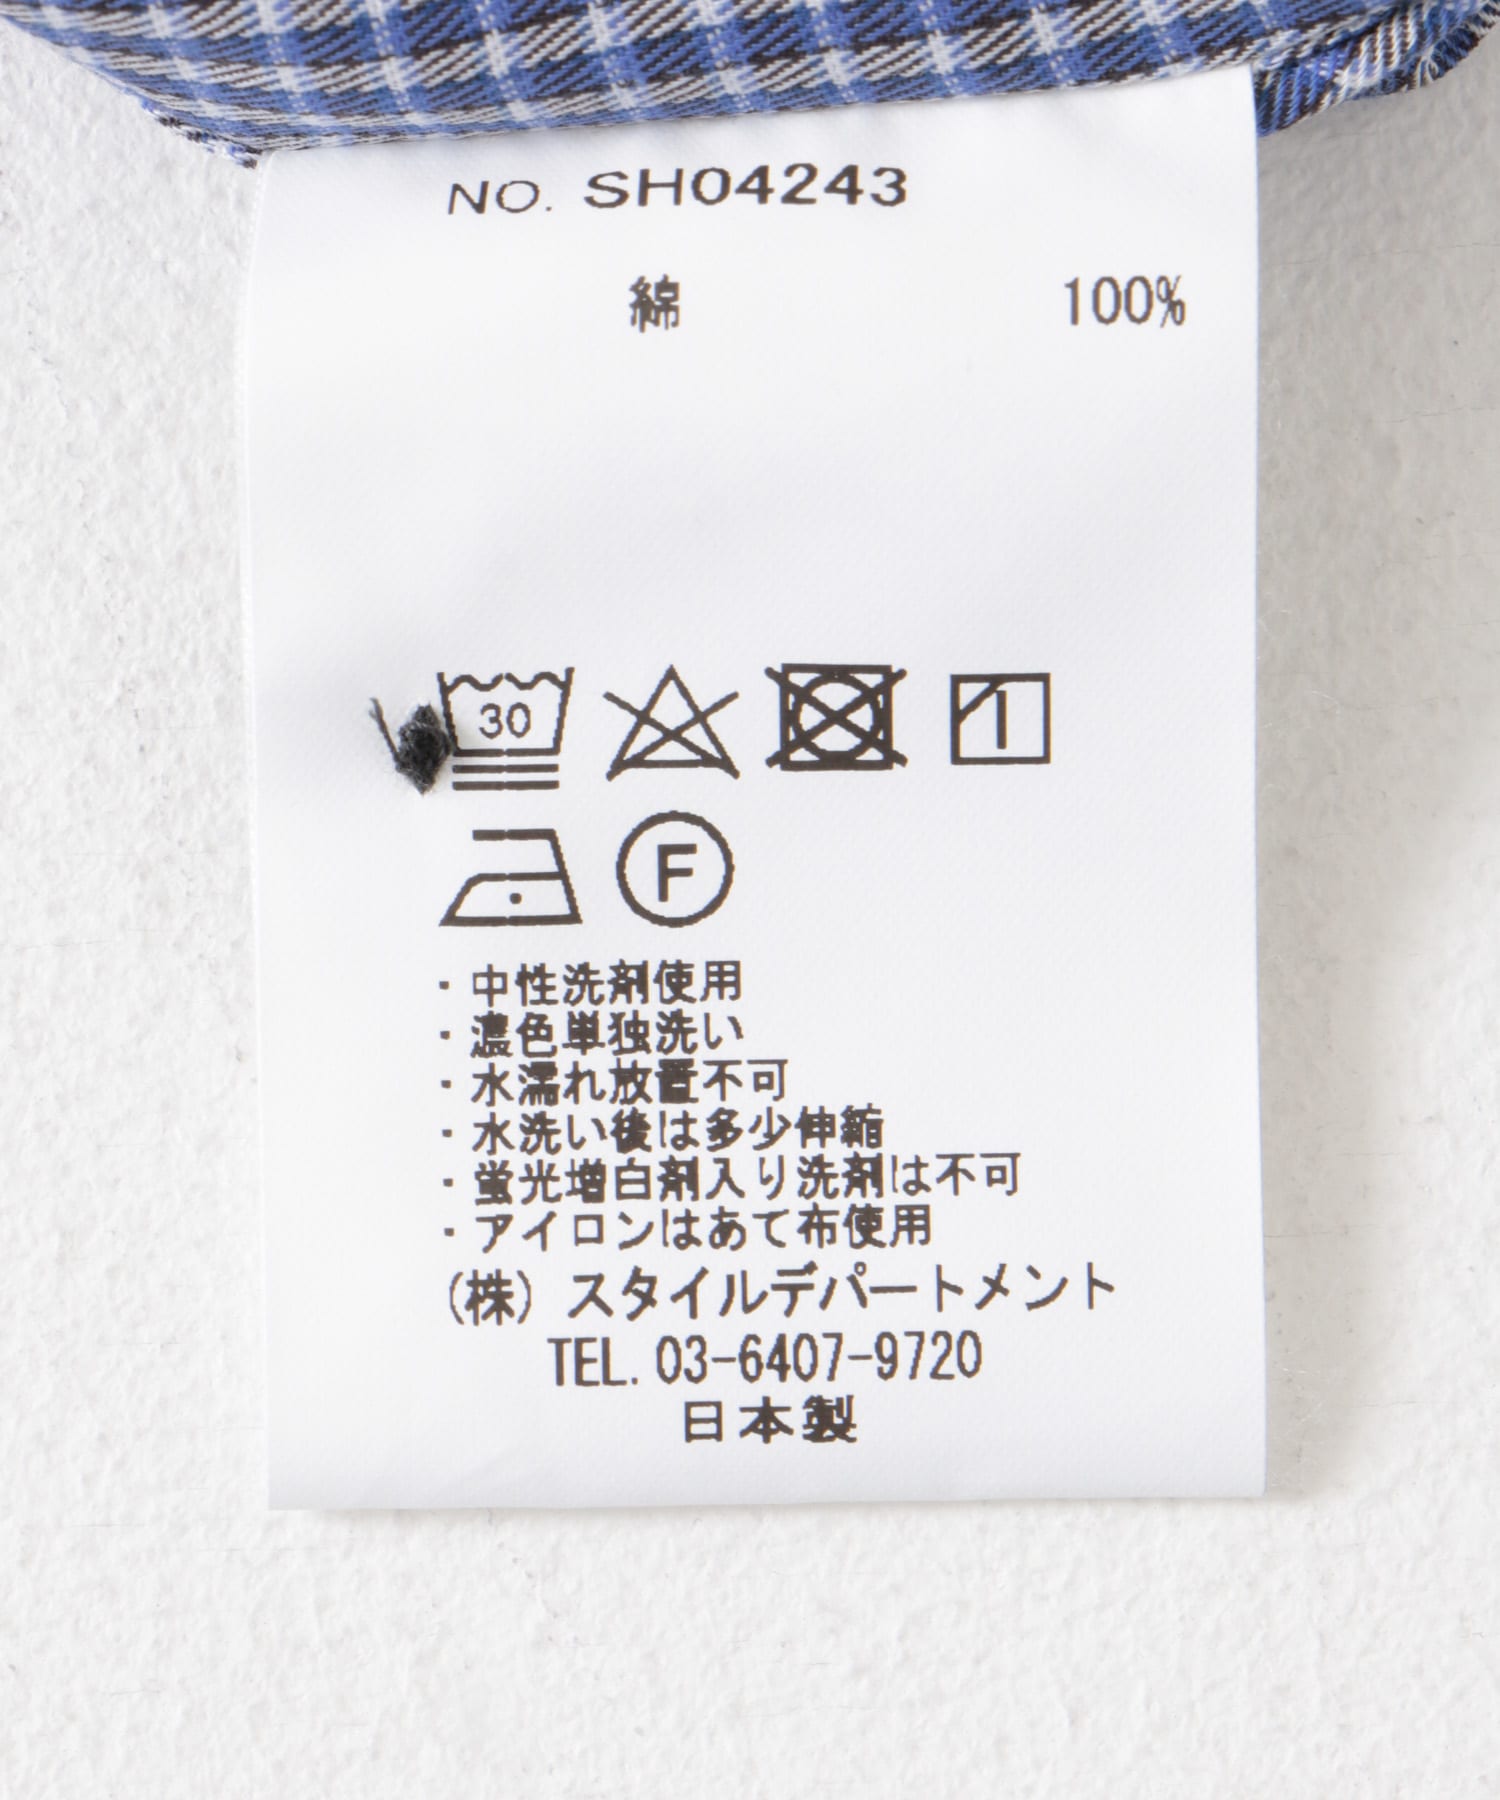 NO. SH04243
綿 100%
30
F
・中性洗剤使用
・濃色単独洗い
・水濡れ放置不可
・水洗い後は多少伸縮
・蛍光増白剤入り洗剤は不可
・アイロンはあて布使用
(株) スタイルデパートメント
TEL. 03-6407-9720
日本製